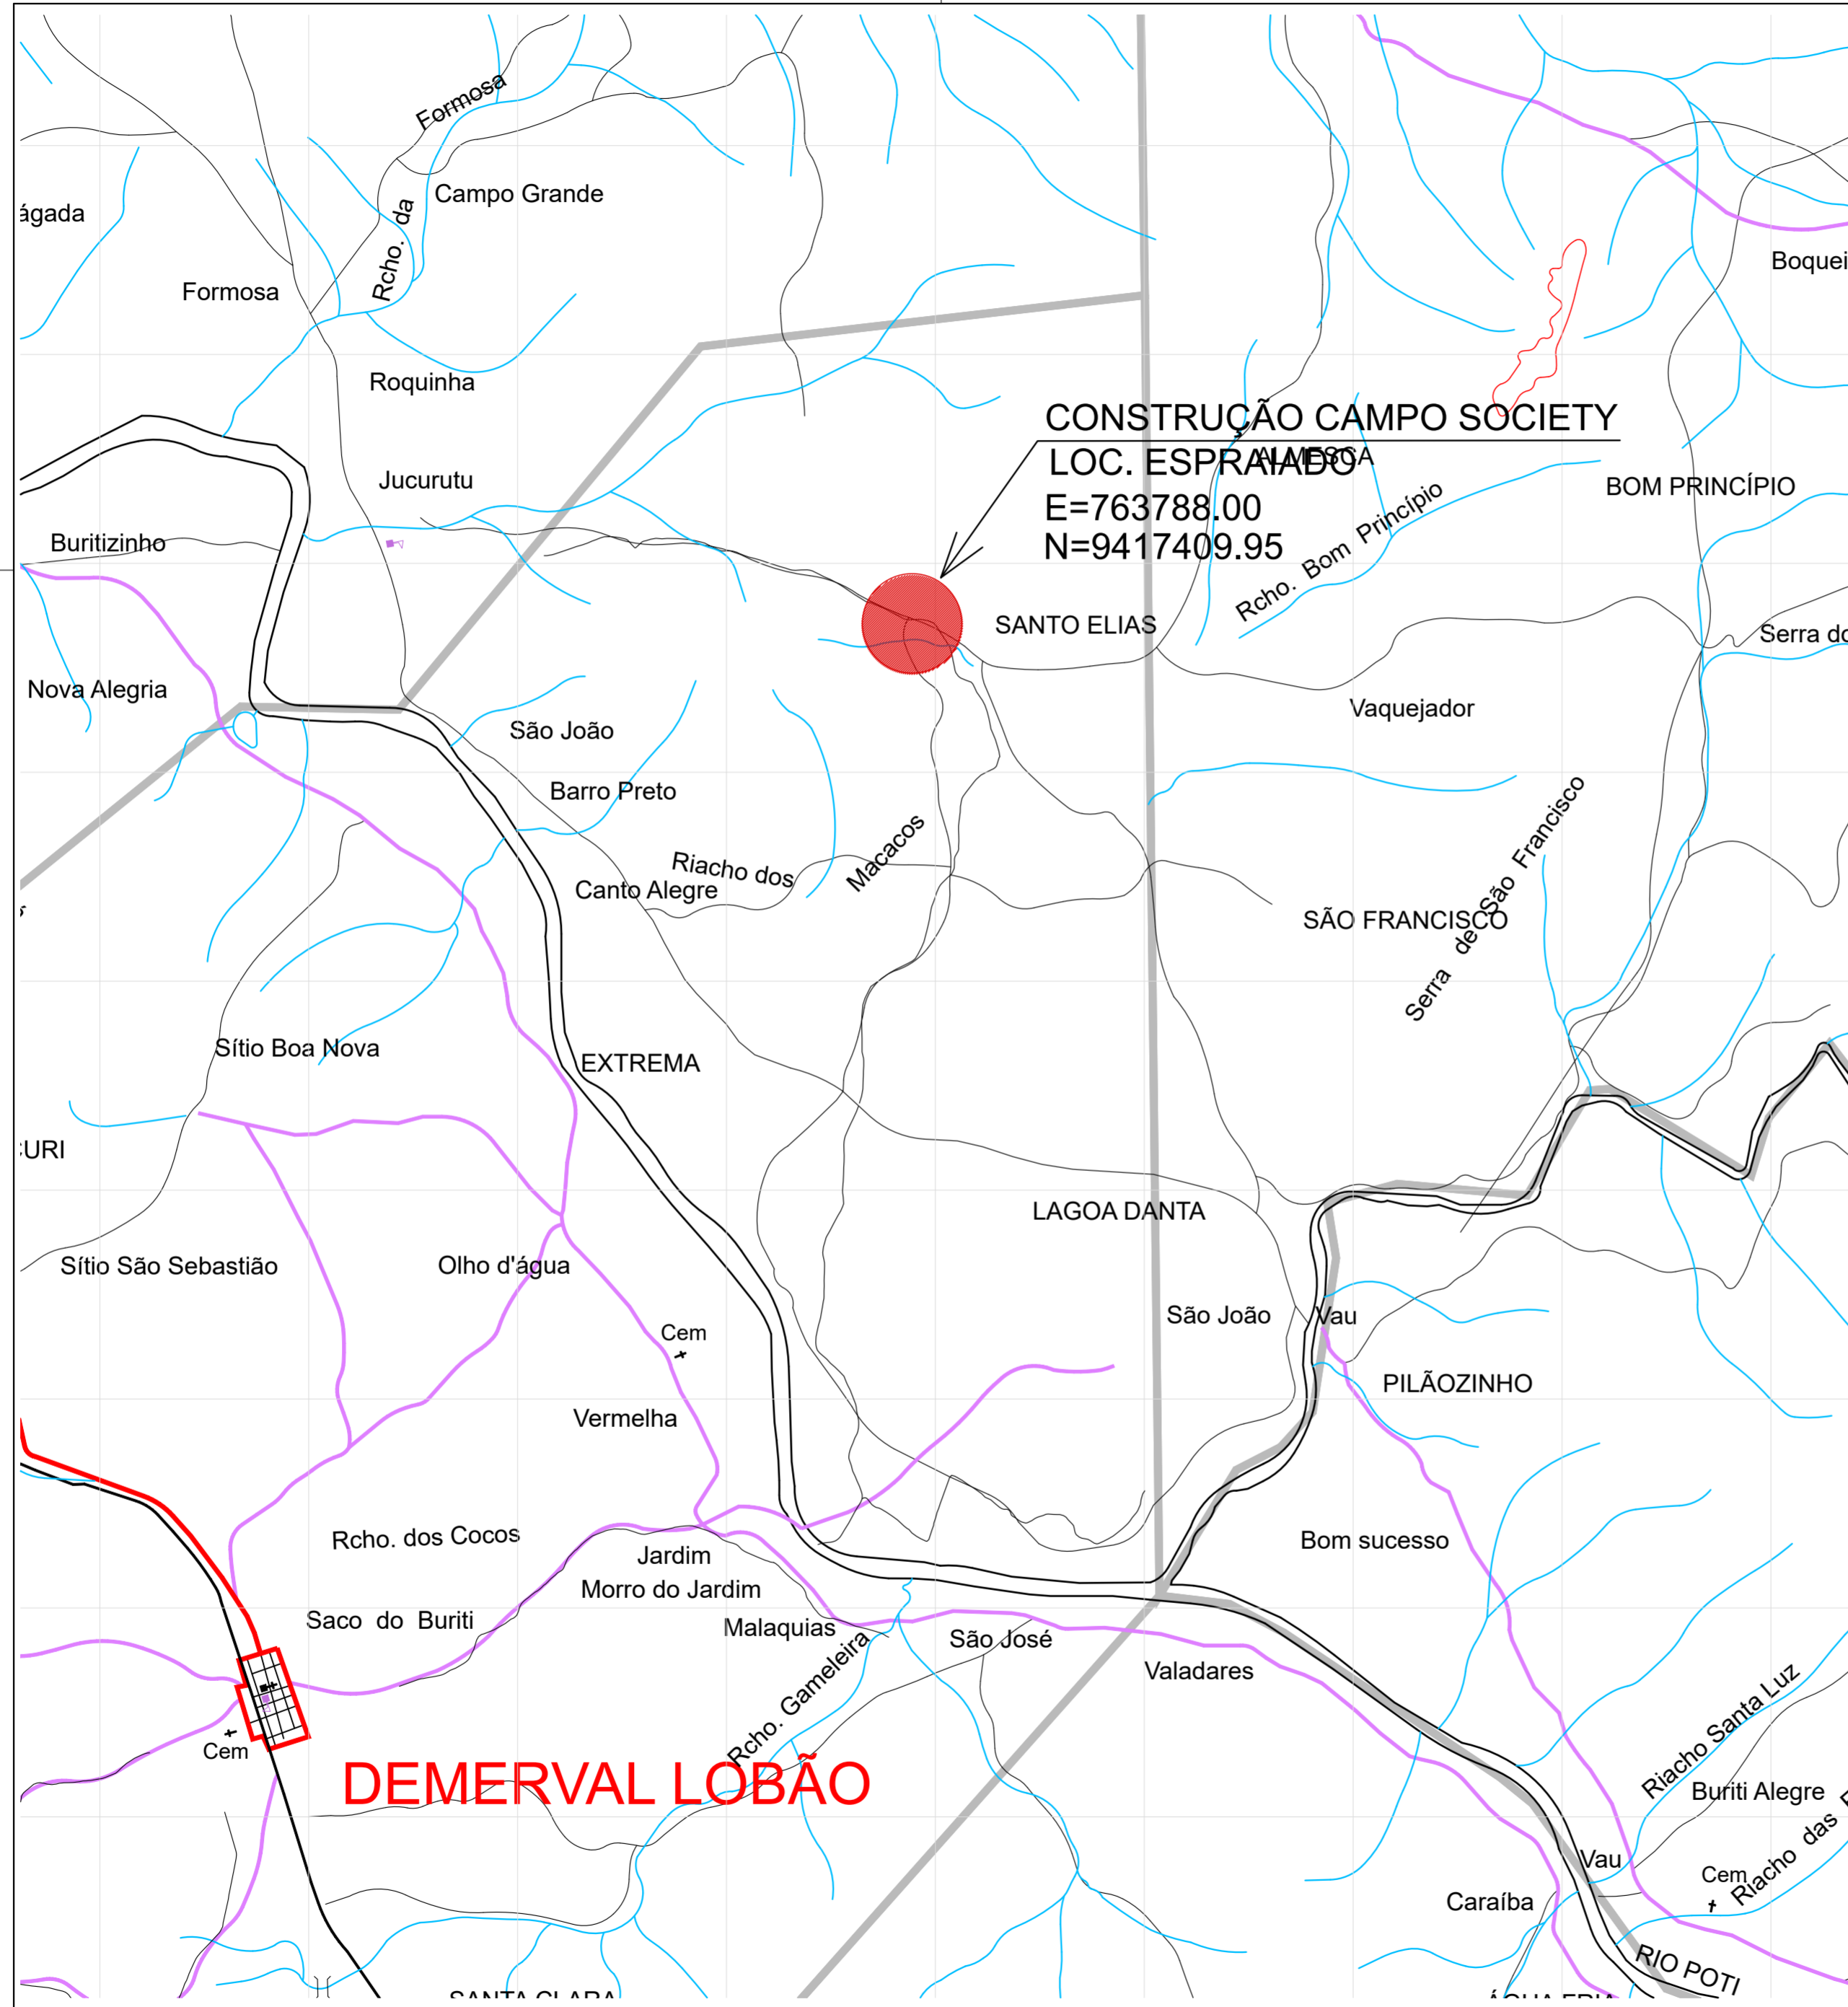 Formosa
Rcho. da
Campo Grande
ágada
Formosa
Boquei
Roquinha
CONSTRUÇÃO CAMPO SOCIETY
LOC. ESPRAIADO
ALMESCA
E=763788.00
N=9417409.95
Jucurutu
BOM PRINCÍPIO
Rcho. Bom Princípio
Buritizinho
SANTO ELIAS
Serra do
Nova Alegria
Vaquejador
São João
Barro Preto
Riacho dos Macacos
Canto Alegre
SÃO FRANCISCO
Serra de São Francisco
Sítio Boa Nova
EXTREMA
CURI
LAGOA DANTA
Sítio São Sebastião
Olho d'água
São João
Vau
Cem
PILÃOZINHO
Vermelha
Rcho. dos Cocos
Jardim
Bom sucesso
Morro do Jardim
Saco do Buriti
Malaquias
São José
Valadares
Rcho. Gameleira
Riacho Santa Luz
Cem
DEMERVAL LOBÃO
Buriti Alegre
Riacho das
Vau
Cem
Caraíba
RIO POTI
SANTA CLARA
ÁGUA FRIA